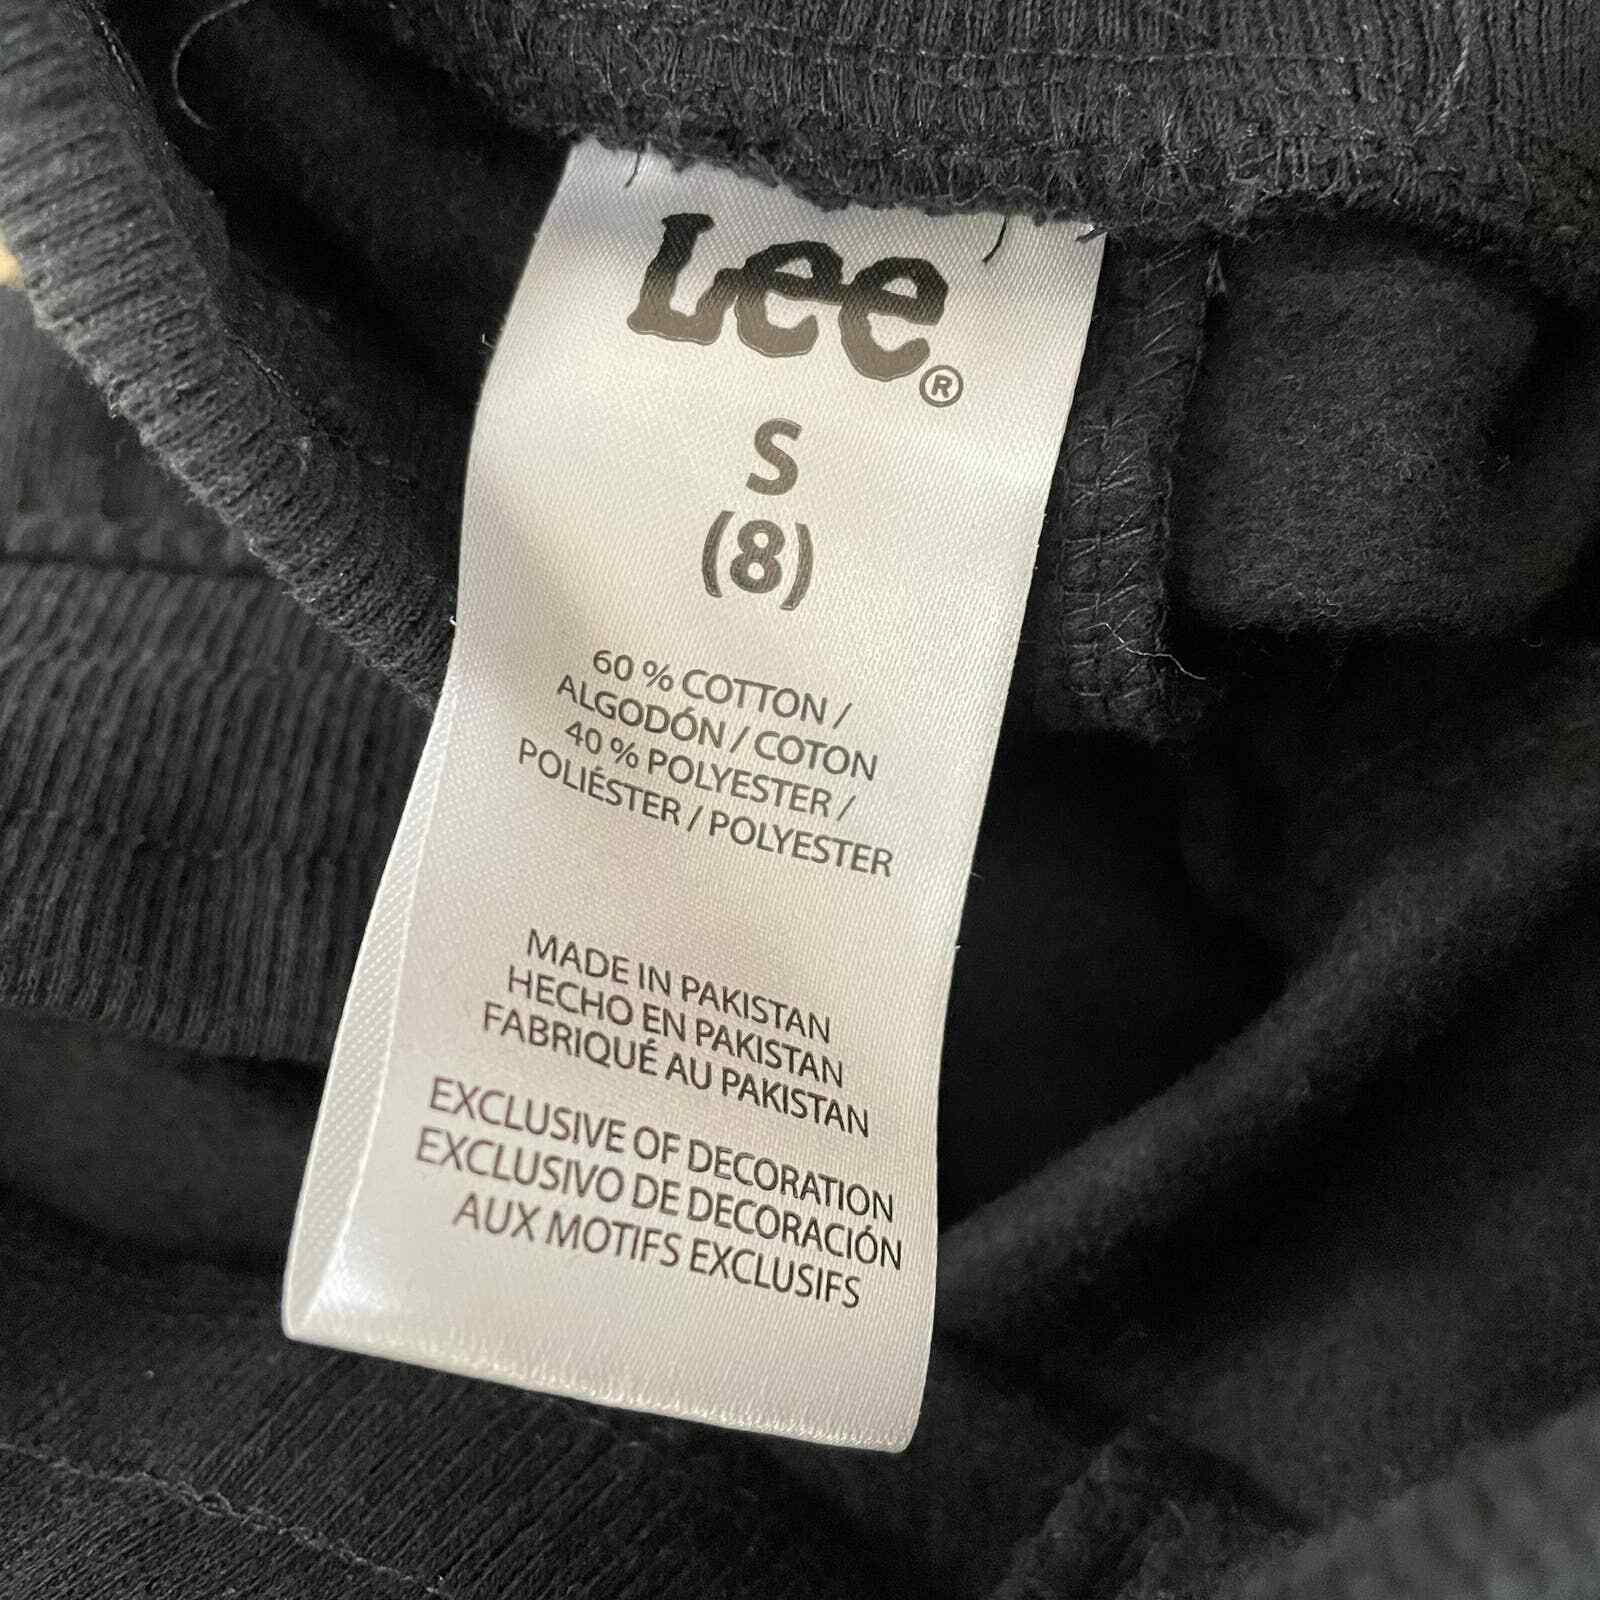 Lee®
S
(8)
60 % COTTON /
ALGODÓN / COTON
40 % POLYESTER /
POLIÉSTER / POLYESTER
MADE IN PAKISTAN
HECHO EN PAKISTAN
FABRIQUÉ AU PAKISTAN
EXCLUSIVE OF DECORATION
EXCLUSIVO DE DECORACIÓN
AUX MOTIFS EXCLUSIFS